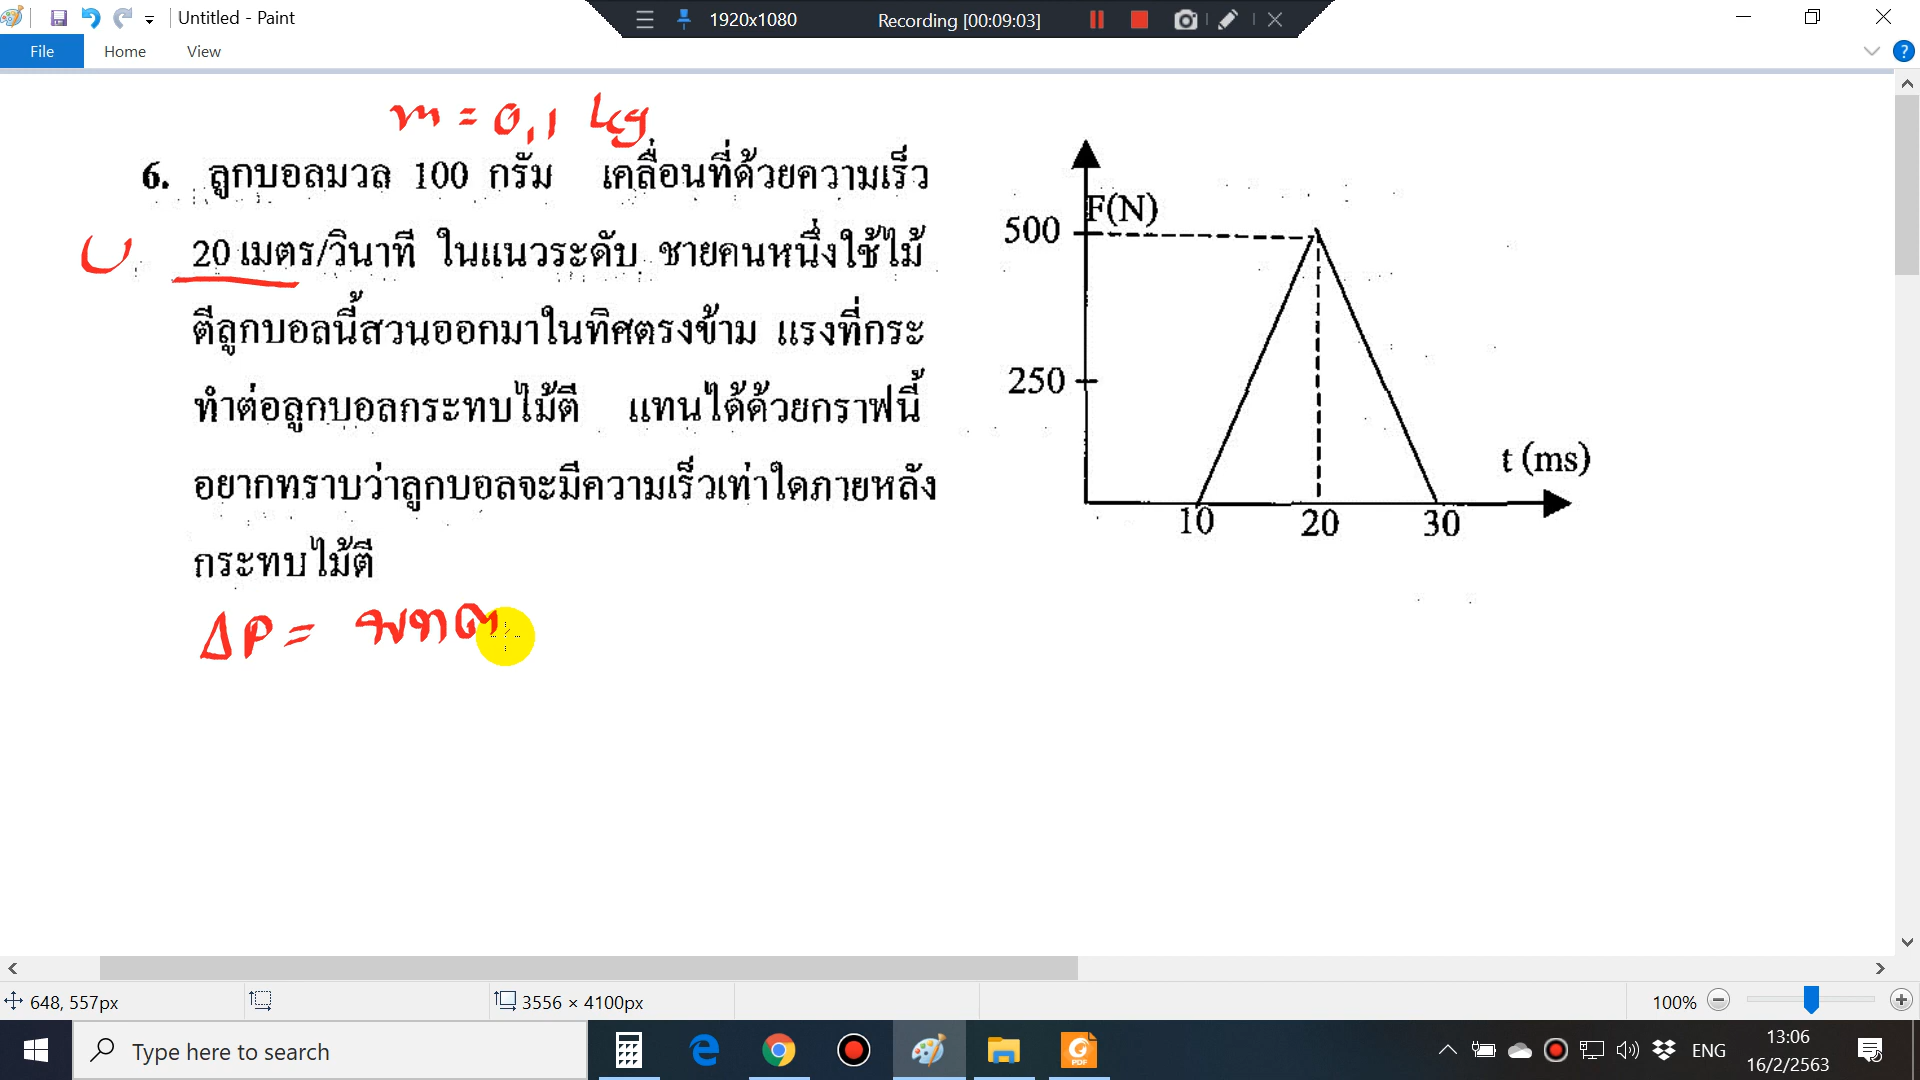 Untitled - Paint
1920x1080
Recording [00:09:03]
File
Home
View
m = 0,1 kg
6. ลูกบอลมวล 100 กรัม เคลื่อนที่ด้วยความเร็ว
U 20 เมตร/วินาที ในแนวระดับ ชายคนหนึ่งใช้ไม้
ตีลูกบอลนี้สวนออกมาในทิศตรงข้าม แรงที่กระ
ทำต่อลูกบอลกระทบไม้ตี แทนได้ด้วยกราฟนี้
อยากทราบว่าลูกบอลจะมีความเร็วเท่าใดภายหลัง
กระทบไม้ตี
ΔP = พท
F(N)
500
250
t (ms)
10 20 30
648, 557px
3556 × 4100px
100%
Type here to search
ENG
13:06
16/2/2563